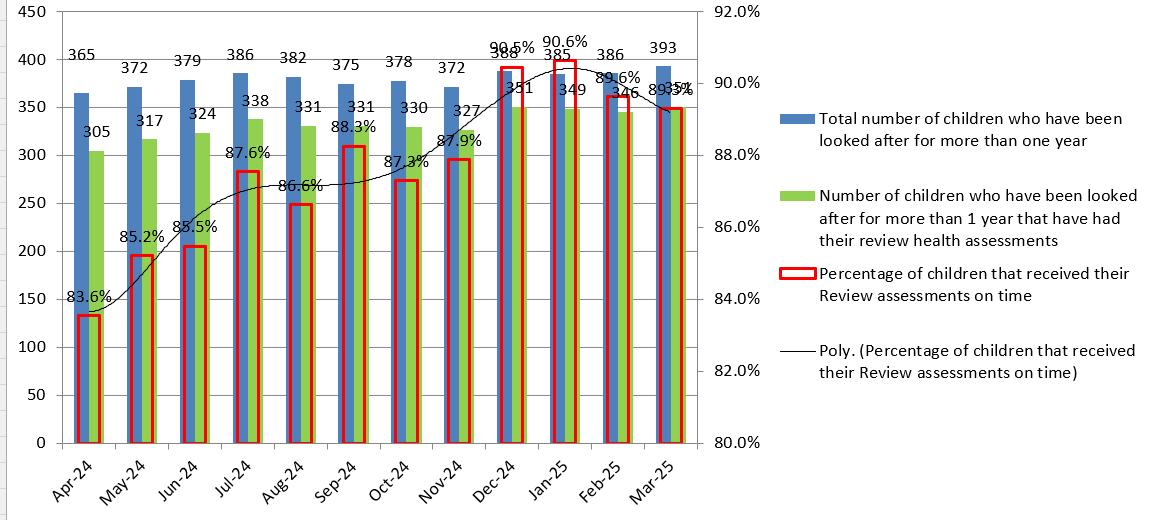 450
400
350
300
250
200
150
100
50
0
92.0%
90.0%
88.0%
86.0%
84.0%
82.0%
80.0%
365
372
379
386
382
375
378
372
388
385
386
393
305
317
324
338
331
331
330
327
351
349
346
351
83.6%
85.2%
85.5%
87.6%
86.6%
88.3%
87.3%
87.9%
90.5%
90.6%
89.6%
89.3%
Apr-24
May-24
Jun-24
Jul-24
Aug-24
Sep-24
Oct-24
Nov-24
Dec-24
Jan-25
Feb-25
Mar-25
Total number of children who have been
looked after for more than one year
Number of children who have been looked
after for more than 1 year that have had
their review health assessments
Percentage of children that received their
Review assessments on time
Poly. (Percentage of children that received
their Review assessments on time)